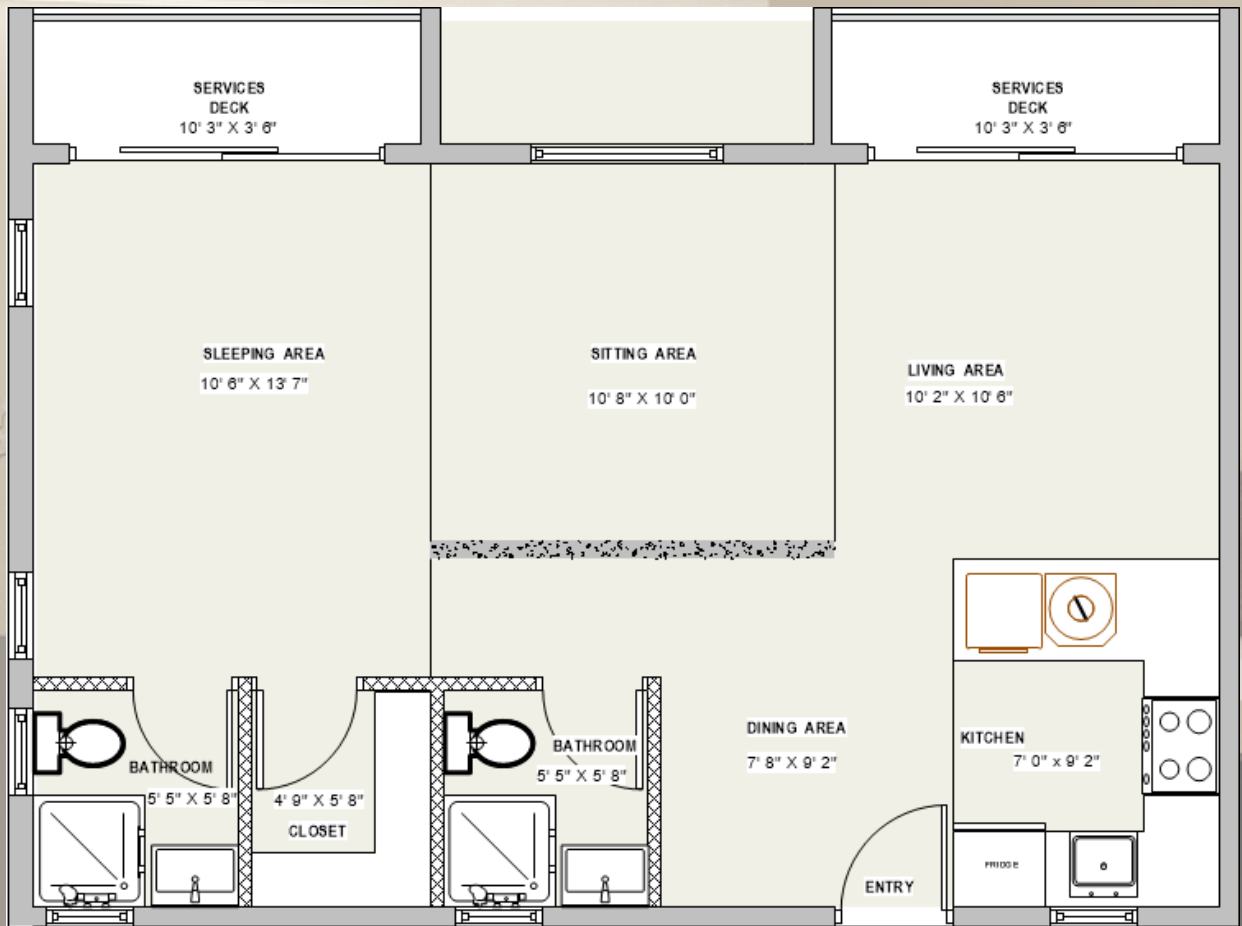 SERVICES
DECK
10' 3" X 3' 6"
SERVICES
DECK
10' 3" X 3' 6"
SLEEPING AREA
10' 6" X 13' 7"
SITTING AREA
10' 8" X 10' 0"
LIVING AREA
10' 2" X 10' 6"
BATHROOM
5' 5" X 5' 8"
4' 9" X 5' 8"
CLOSET
BATHROOM
5' 5" X 5' 8"
DINING AREA
7' 8" X 9' 2"
KITCHEN
7' 0" x 9' 2"
FRIDGE
ENTRY